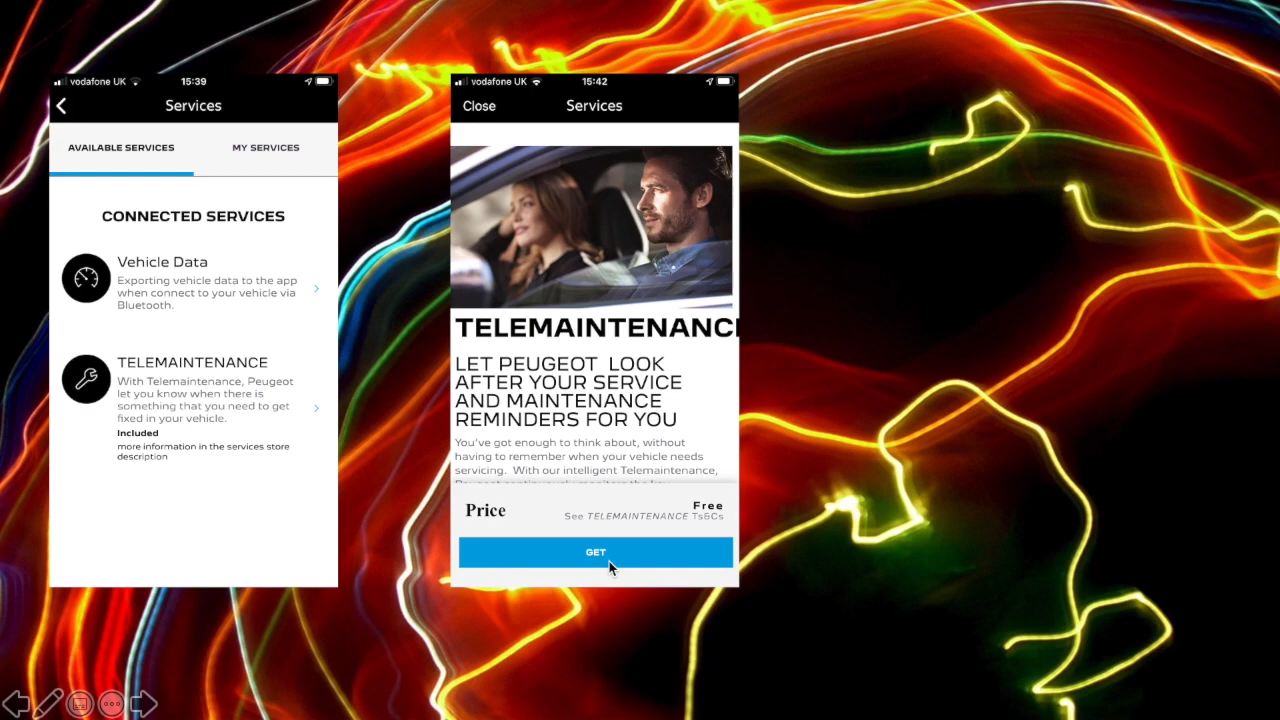 vodafone UK
15:39
Services
AVAILABLE SERVICES
MY SERVICES
CONNECTED SERVICES
Vehicle Data
Exporting vehicle data to the app
when connect to your vehicle via
Bluetooth.
TELEMAINTENANCE
With Telemaintenance, Peugeot
let you know when there is
something that you need to get
fixed in your vehicle.
Included
more information in the services store
description
vodafone UK
15:42
Close
Services
TELEMAINTENANC
LET PEUGEOT LOOK
AFTER YOUR SERVICE
AND MAINTENANCE
REMINDERS FOR YOU
You've got enough to think about, without
having to remember when your vehicle needs
servicing. With our intelligent Telemaintenance,
Price
Free
See TELEMAINTENANCE Ts&Cs
GET